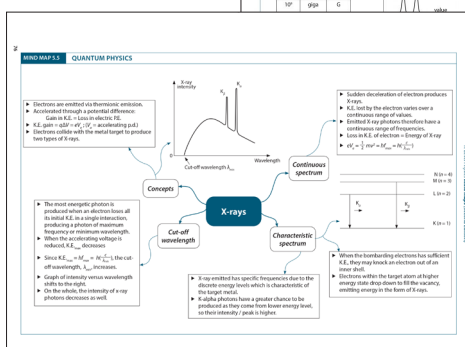 10⁹ giga G
value
MIND MAP 5.5 QUANTUM PHYSICS
X-ray
intensity
Kβ
Kα
0
Wavelength
Cut-off wavelength λmin
► Electrons are emitted via thermionic emission.
► Accelerated through a potential difference:
Gain in K.E. = Loss in electric P.E.
► K.E. gain = qΔV = eVa ; (Va = accelerating p.d.)
► Electrons collide with the metal target to produce
two types of X-rays.
► Sudden deceleration of electron produces
X-rays.
► K.E. lost by the electron varies over a
continuous range of values.
► Emitted X-ray photons therefore have a
continuous range of frequencies.
► Loss in K.E. of electron = Energy of X-ray
Continuous
spectrum
Concepts
X-rays
Cut-off
wavelength
Characteristic
spectrum
► The most energetic photon is
produced when an electron loses all
its initial K.E. in a single interaction,
producing a photon of maximum
frequency or minimum wavelength.
► When the accelerating voltage is
reduced, K.E.max decreases
wavelength, λmin, increases.
► Graph of intensity versus wavelength
shifts to the right.
► On the whole, the intensity of x-ray
photons decreases as well.
N (n = 4)
M (n = 3)
L (n = 2)
Kα
Kβ
K (n = 1)
► X-ray emitted has specific frequencies due to the
discrete energy levels which is characteristic of
the target metal.
► K-alpha photons have a greater chance to be
produced as they come from lower energy level,
so their intensity / peak is higher.
► When the bombarding electron has sufficient
K.E., they may knock an electron out of an
inner shell.
► Electrons within the target atom at higher
energy state drop down to fill the vacancy,
emitting energy in the form of X-rays.